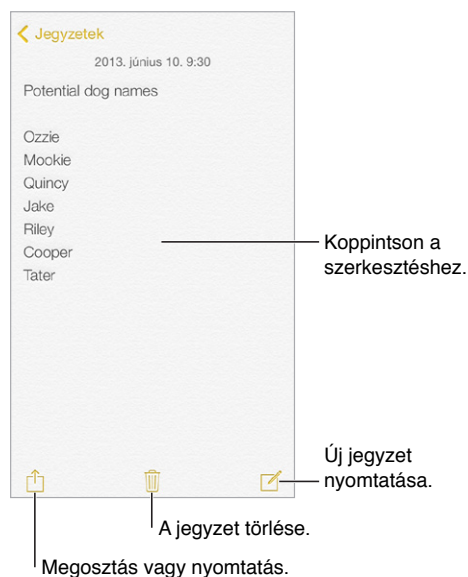 Jegyzetek
2013. június 10. 9:30
Potential dog names
Ozzie
Mookie
Quincy
Jake
Riley
Cooper
Tater
Koppintson a
szerkesztéshez.
Új jegyzet
nyomtatása.
A jegyzet törlése.
Megosztás vagy nyomtatás.